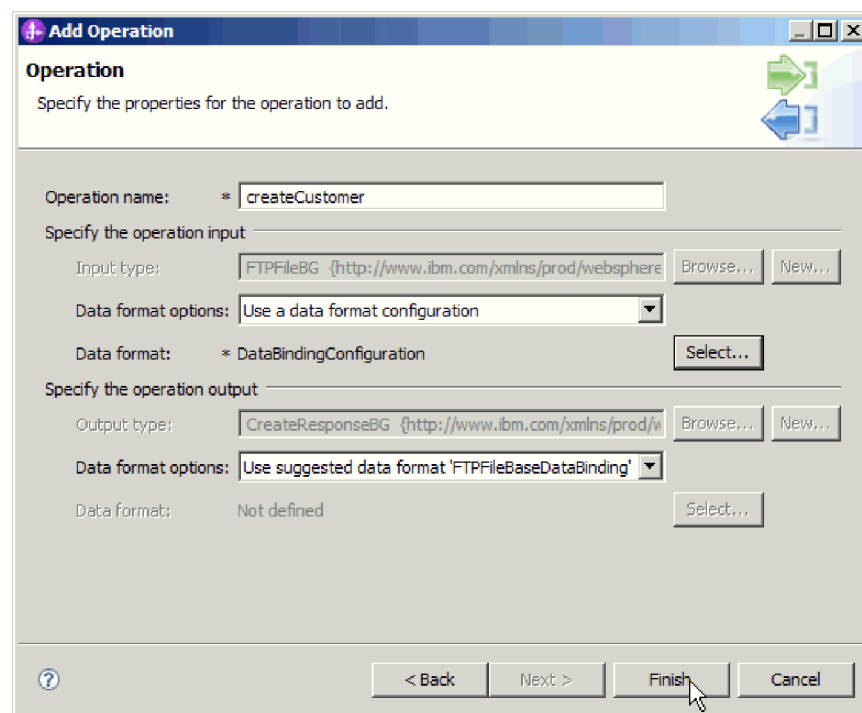 Add Operation
Operation
Specify the properties for the operation to add.
Operation name: * createCustomer
Specify the operation input
Input type: FTPFileBG {http://www.ibm.com/xmlns/prod/websphere Browse... New...
Data format options: Use a data format configuration
Data format: * DataBindingConfiguration Select...
Specify the operation output
Output type: CreateResponseBG {http://www.ibm.com/xmlns/prod/w Browse... New...
Data format options: Use suggested data format 'FTPFileBaseDataBinding'
Data format: Not defined Select...
? < Back Next > Finish Cancel